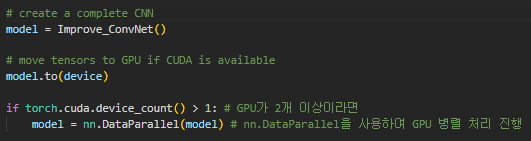 # create a complete CNN
model = Improve_ConvNet()
# move tensors to GPU if CUDA is available
model.to(device)
if torch.cuda.device_count() > 1: # GPU가 2개 이상이라면
model = nn.DataParallel(model) # nn.DataParallel을 사용하여 GPU 병렬 처리 진행